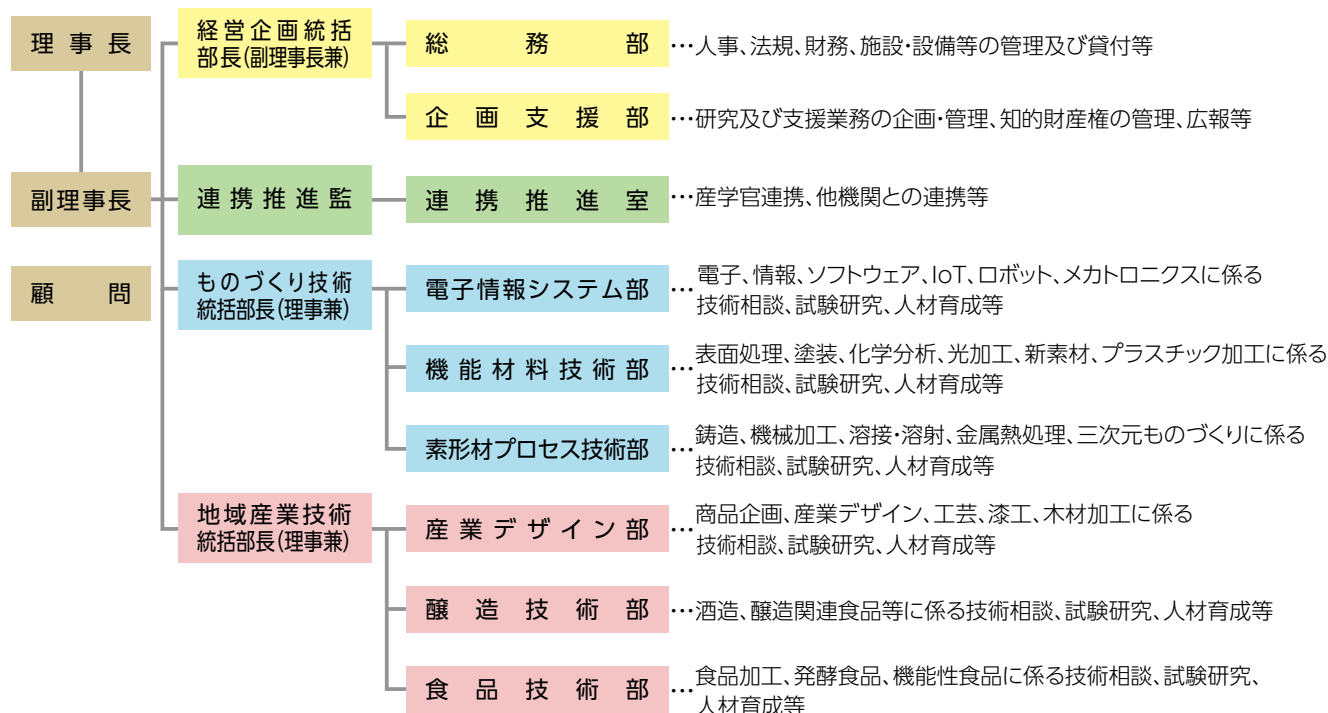 理事長
経営企画統括
部長(副理事長兼)
総務部
…人事、法規、財務、施設・設備等の管理及び貸付等
企画支援部
…研究及び支援業務の企画・管理、知的財産権の管理、広報等
副理事長
連携推進監
連携推進室
…産学官連携、他機関との連携等
顧問
ものづくり技術
統括部長(理事兼)
電子情報システム部
…電子、情報、ソフトウェア、IoT、ロボット、メカトロニクスに係る
技術相談、試験研究、人材育成等
機能材料技術部
…表面処理、塗装、化学分析、光加工、新素材、プラスチック加工に係る
技術相談、試験研究、人材育成等
素形材プロセス技術部
…鋳造、機械加工、溶接・溶射、金属熱処理、三次元ものづくりに係る
技術相談、試験研究、人材育成等
地域産業技術
統括部長(理事兼)
産業デザイン部
…商品企画、産業デザイン、工芸、漆工、木材加工に係る
技術相談、試験研究、人材育成等
醸造技術部
…酒造、醸造関連食品等に係る技術相談、試験研究、人材育成等
食品技術部
…食品加工、発酵食品、機能性食品に係る技術相談、試験研究、
人材育成等